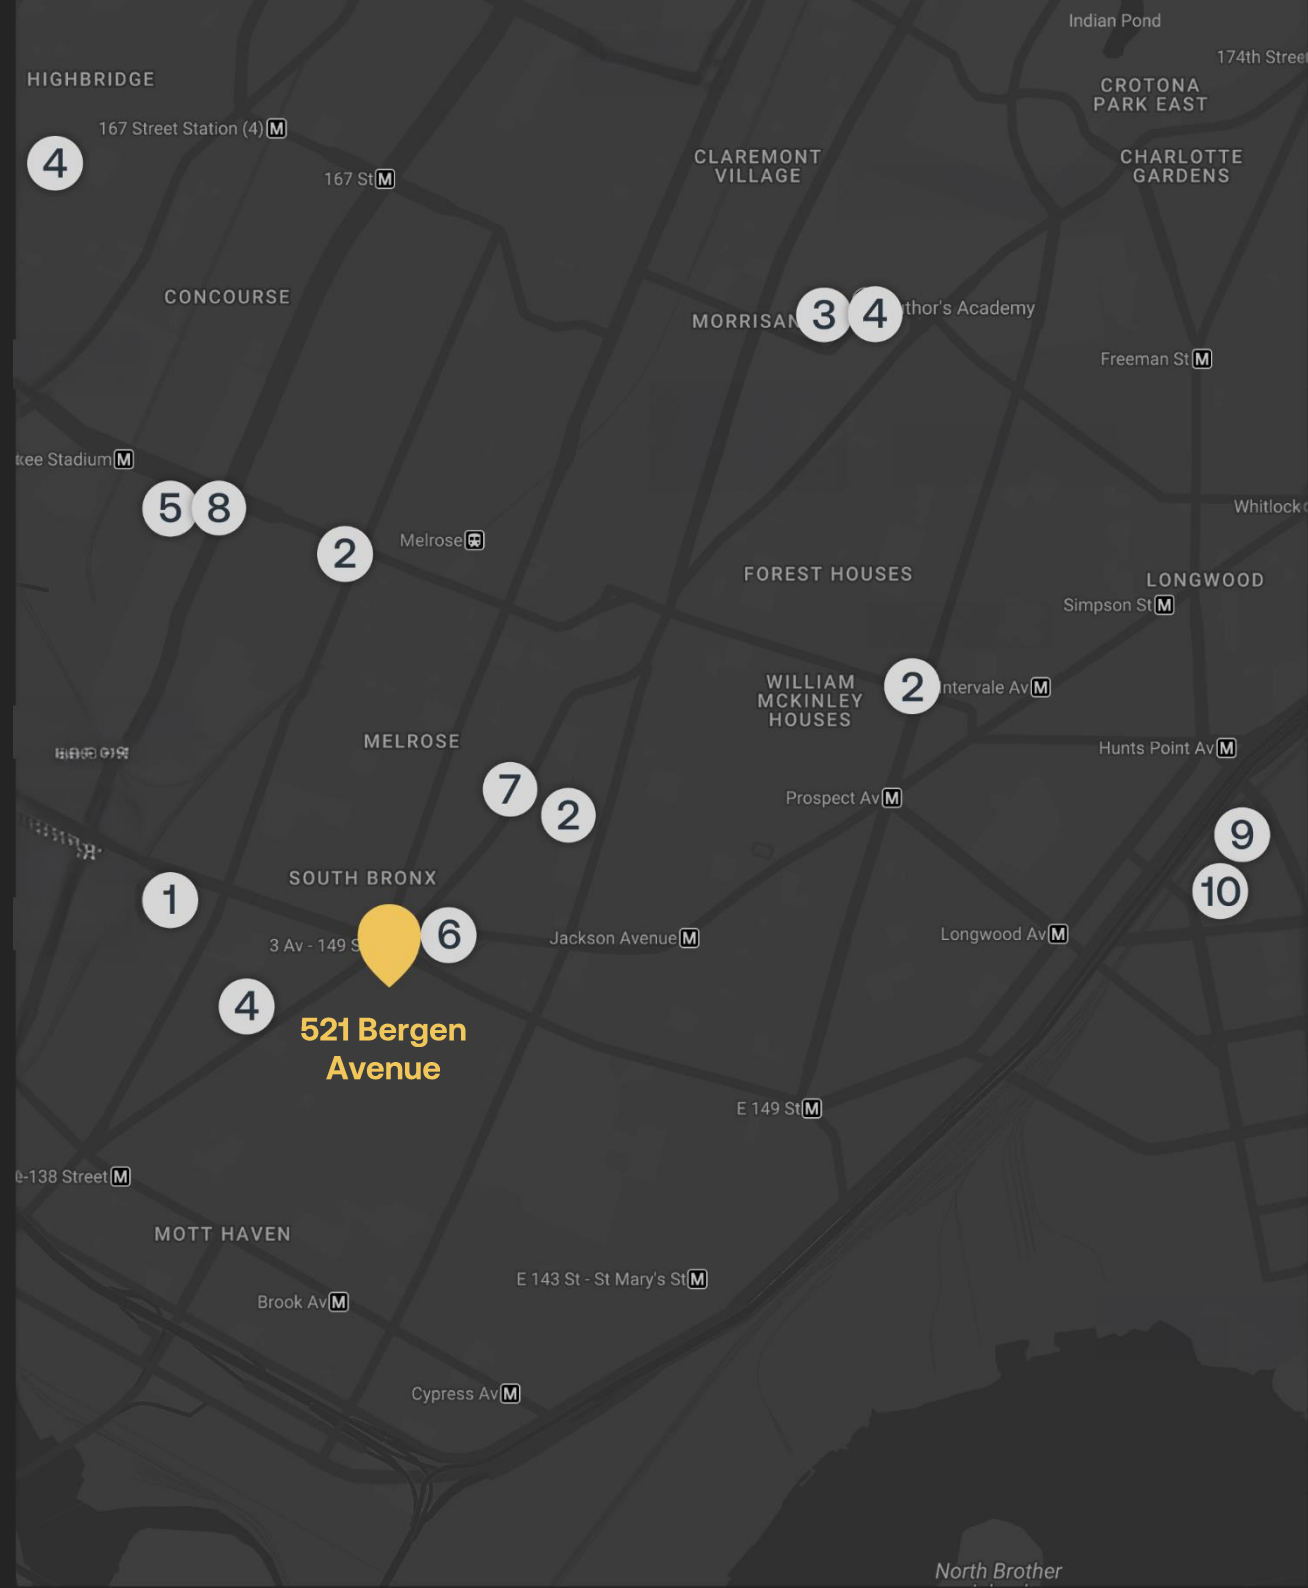 Indian Pond
174th Stree
HIGHBRIDGE
CROTONA
PARK EAST
167 Street Station (4) M
4
CLAREMONT
VILLAGE
CHARLOTTE
GARDENS
167 St M
CONCOURSE
MORRISAN
3
4
thor's Academy
Freeman St M
kee Stadium M
5
8
Whitlock
2
Melrose
FOREST HOUSES
LONGWOOD
Simpson St M
WILLIAM
MCKINLEY
HOUSES
2
ntervale Av M
MELROSE
Hunts Point Av M
7
2
Prospect Av M
9
10
SOUTH BRONX
1
3 Av - 149 S
6
Jackson Avenue M
Longwood Av M
4
521 Bergen
Avenue
E 149 St M
-138 Street M
MOTT HAVEN
E 143 St - St Mary's St M
Brook Av M
Cypress Av M
North Brother